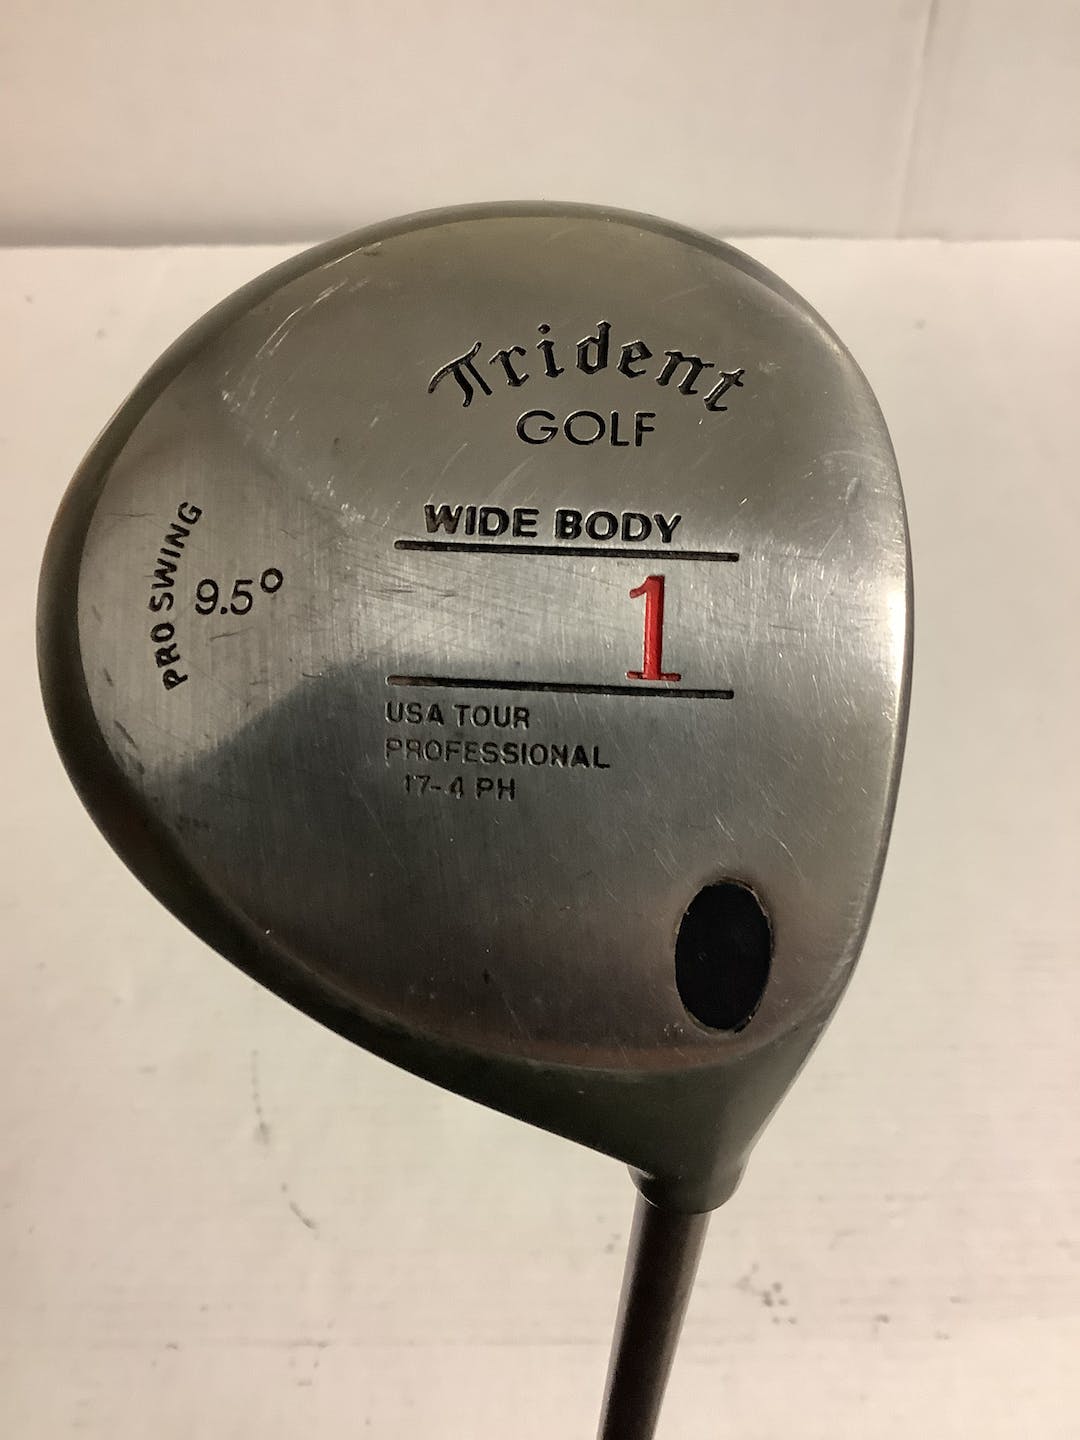 Trident
GOLF
WIDE BODY
1
USA TOUR
PROFESSIONAL
17-4 PH
PRO SWING
9.5°